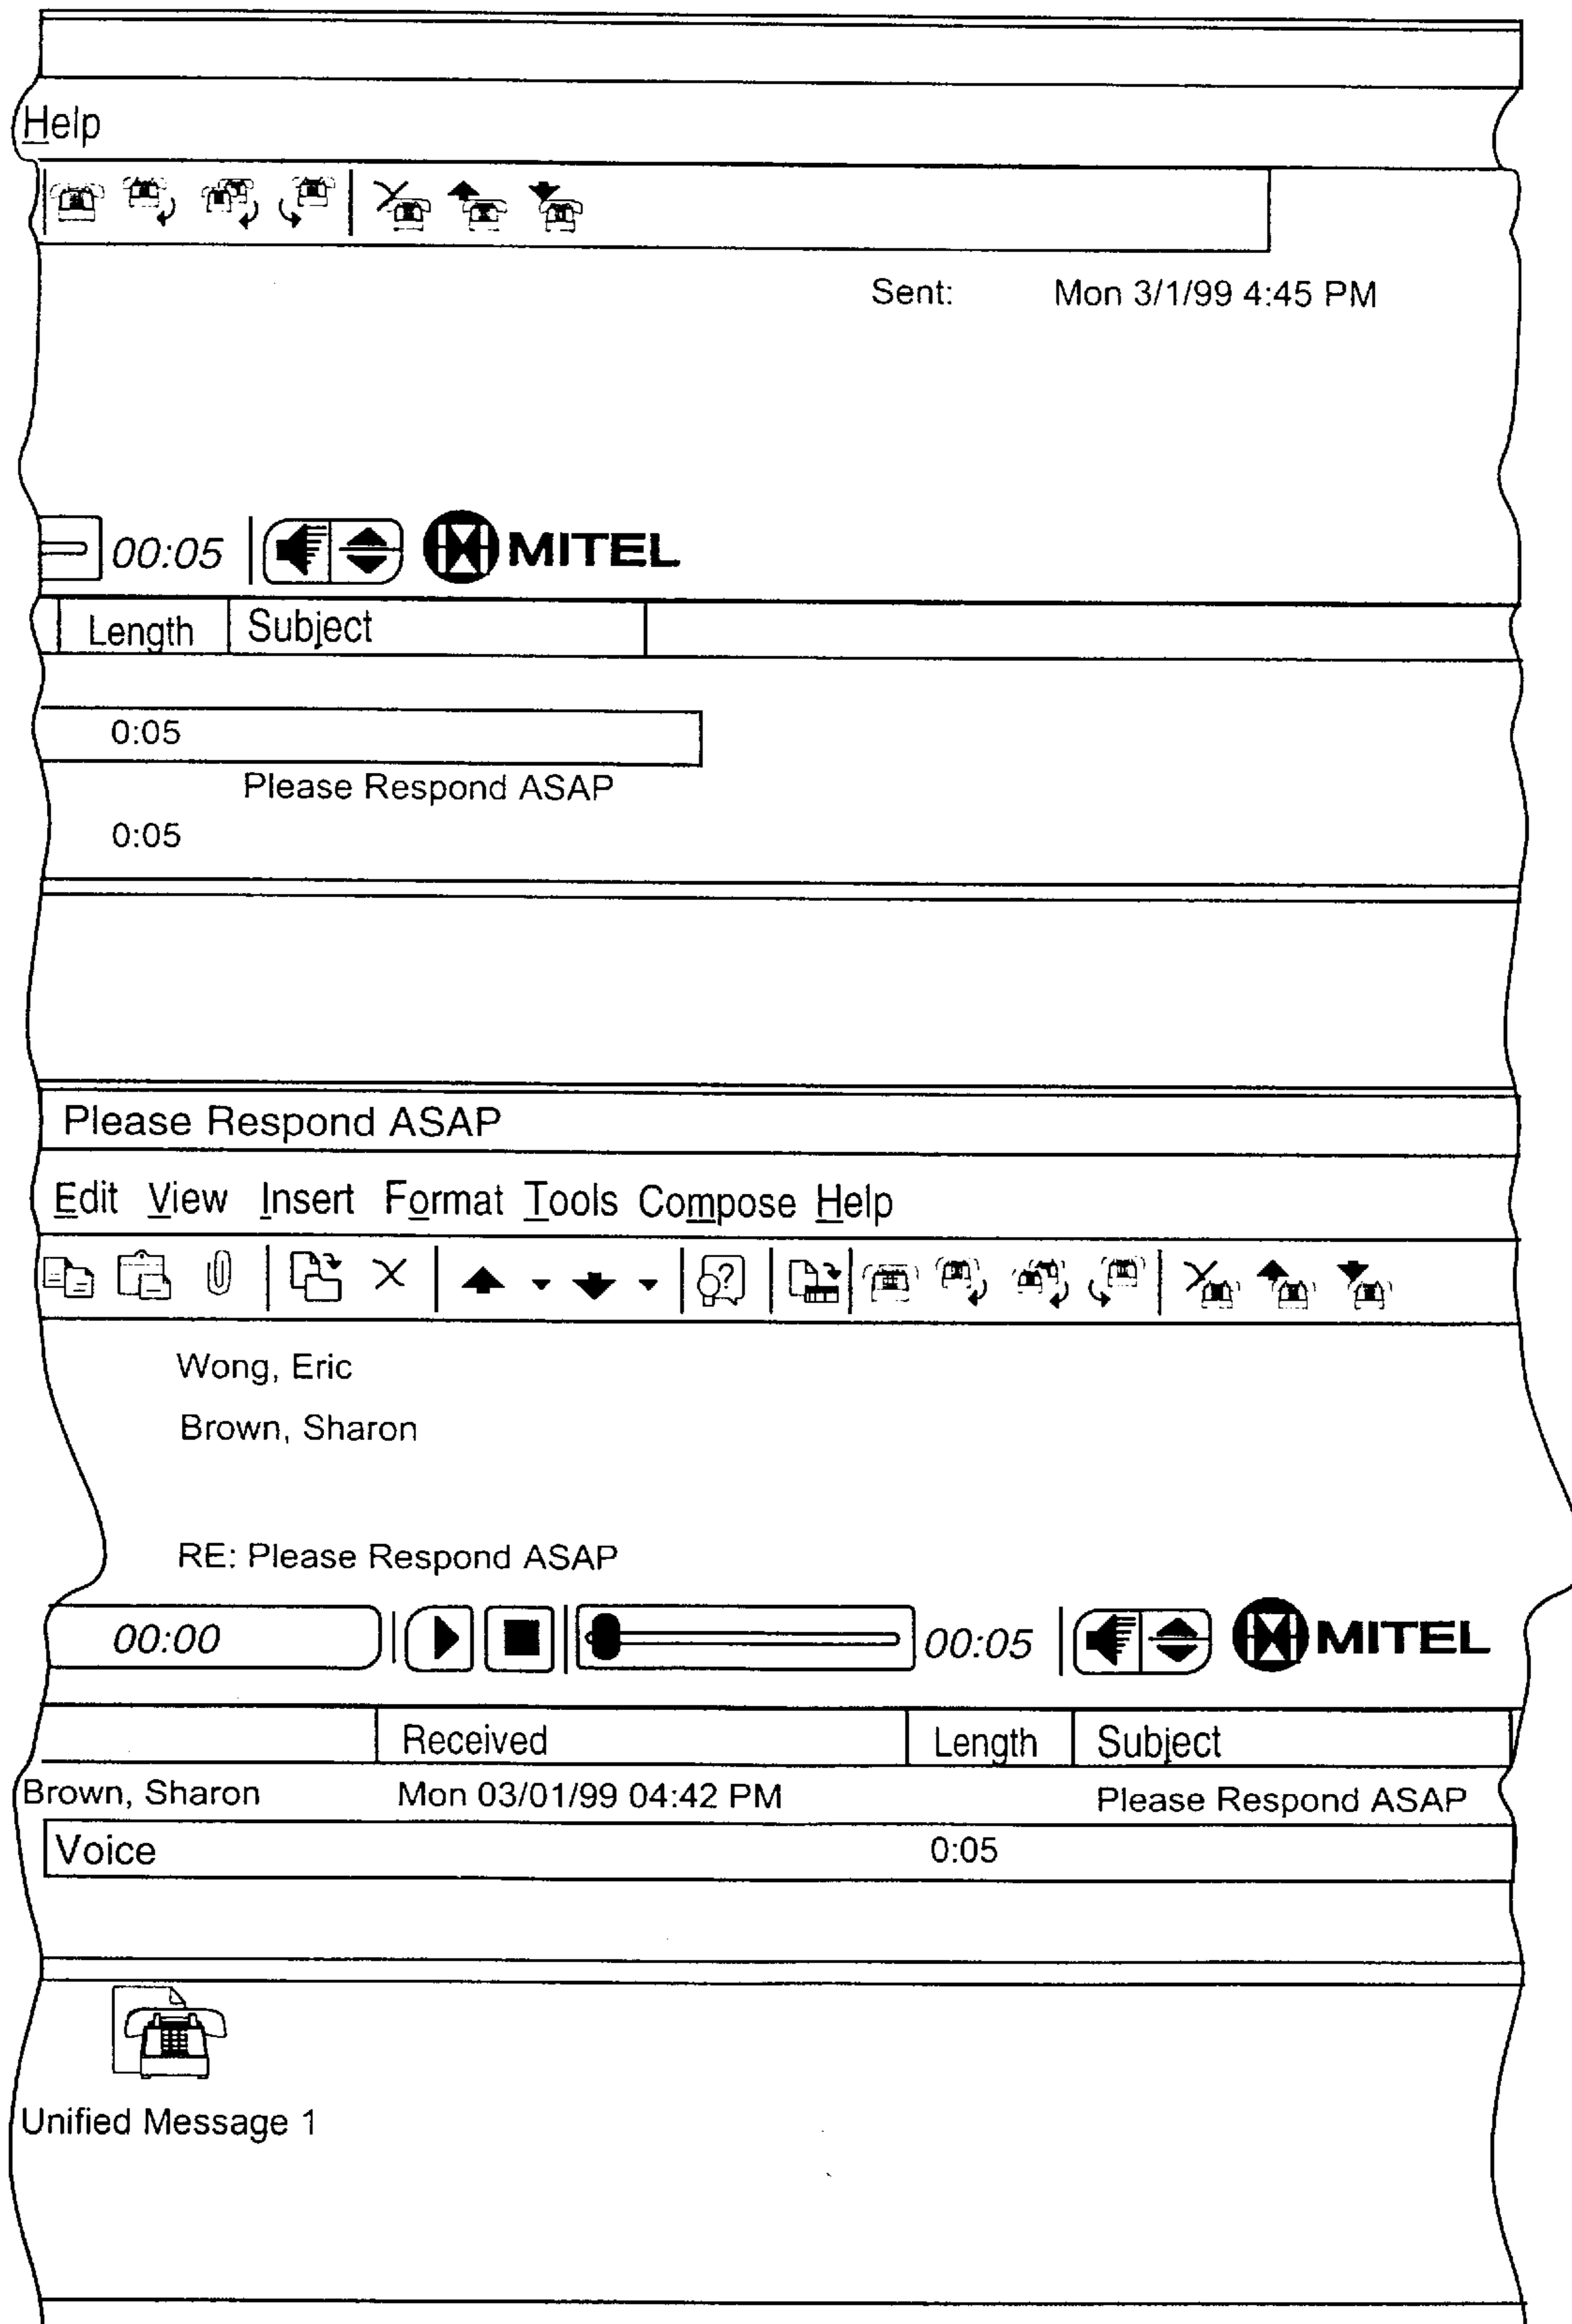 Help
Sent: Mon 3/1/99 4:45 PM
00:05 MITEL
Length Subject
0:05
Please Respond ASAP
0:05
Please Respond ASAP
Edit View Insert Format Tools Compose Help
Wong, Eric
Brown, Sharon
RE: Please Respond ASAP
00:00 00:05 MITEL
Received Length Subject
Brown, Sharon Mon 03/01/99 04:42 PM Please Respond ASAP
Voice 0:05
Unified Message 1